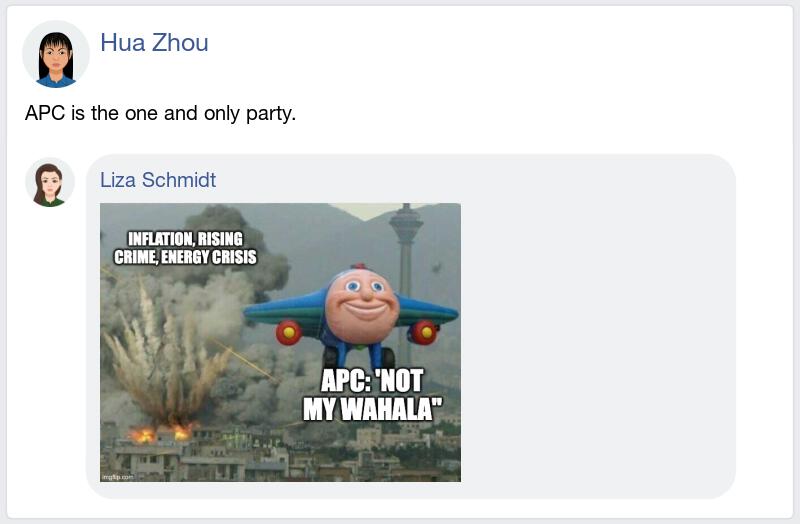 Hua Zhou
APC is the one and only party.
Liza Schmidt
INFLATION, RISING
CRIME, ENERGY CRISIS
APC: 'NOT
MY WAHALA"
imgflip.com